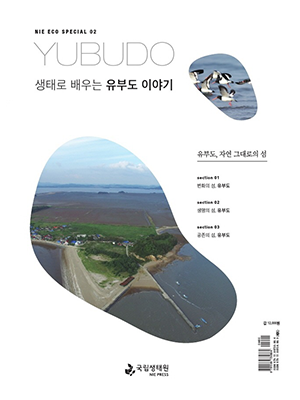 NIE ECO SPECIAL 02
YUBUDO
생태로 배우는 유부도 이야기
유부도, 자연 그대로의 섬
section 01
변화의 섬, 유부도
section 02
생명의 섬, 유부도
section 03
공존의 섬, 유부도
국립생태원
NIE PRESS